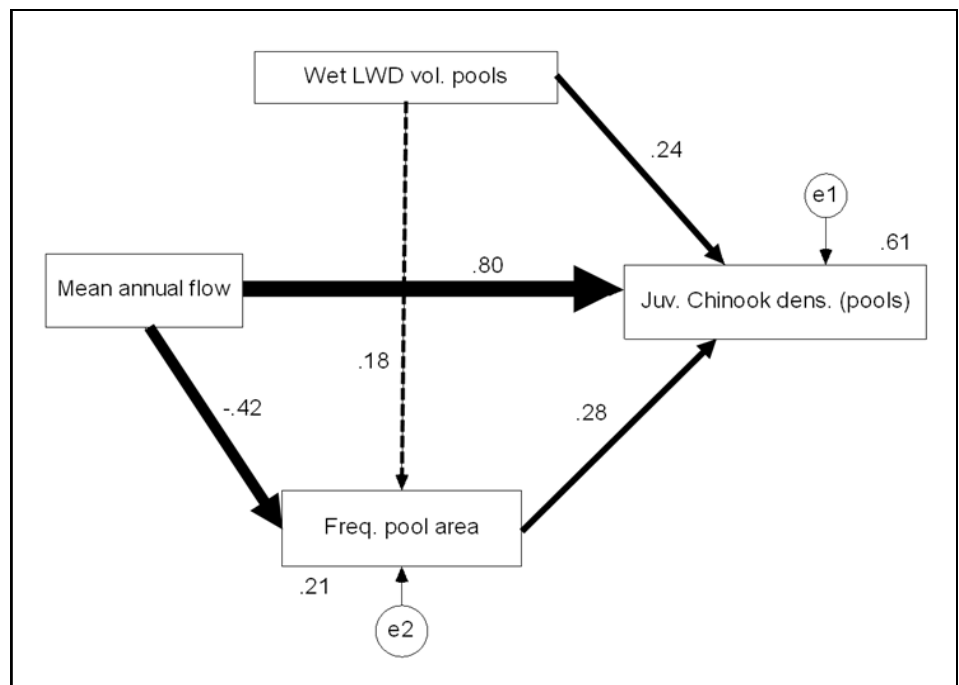 Wet LWD vol. pools
.24
e1
.61
.80
Mean annual flow
Juv. Chinook dens. (pools)
.18
-.42
.28
Freq. pool area
.21
e2